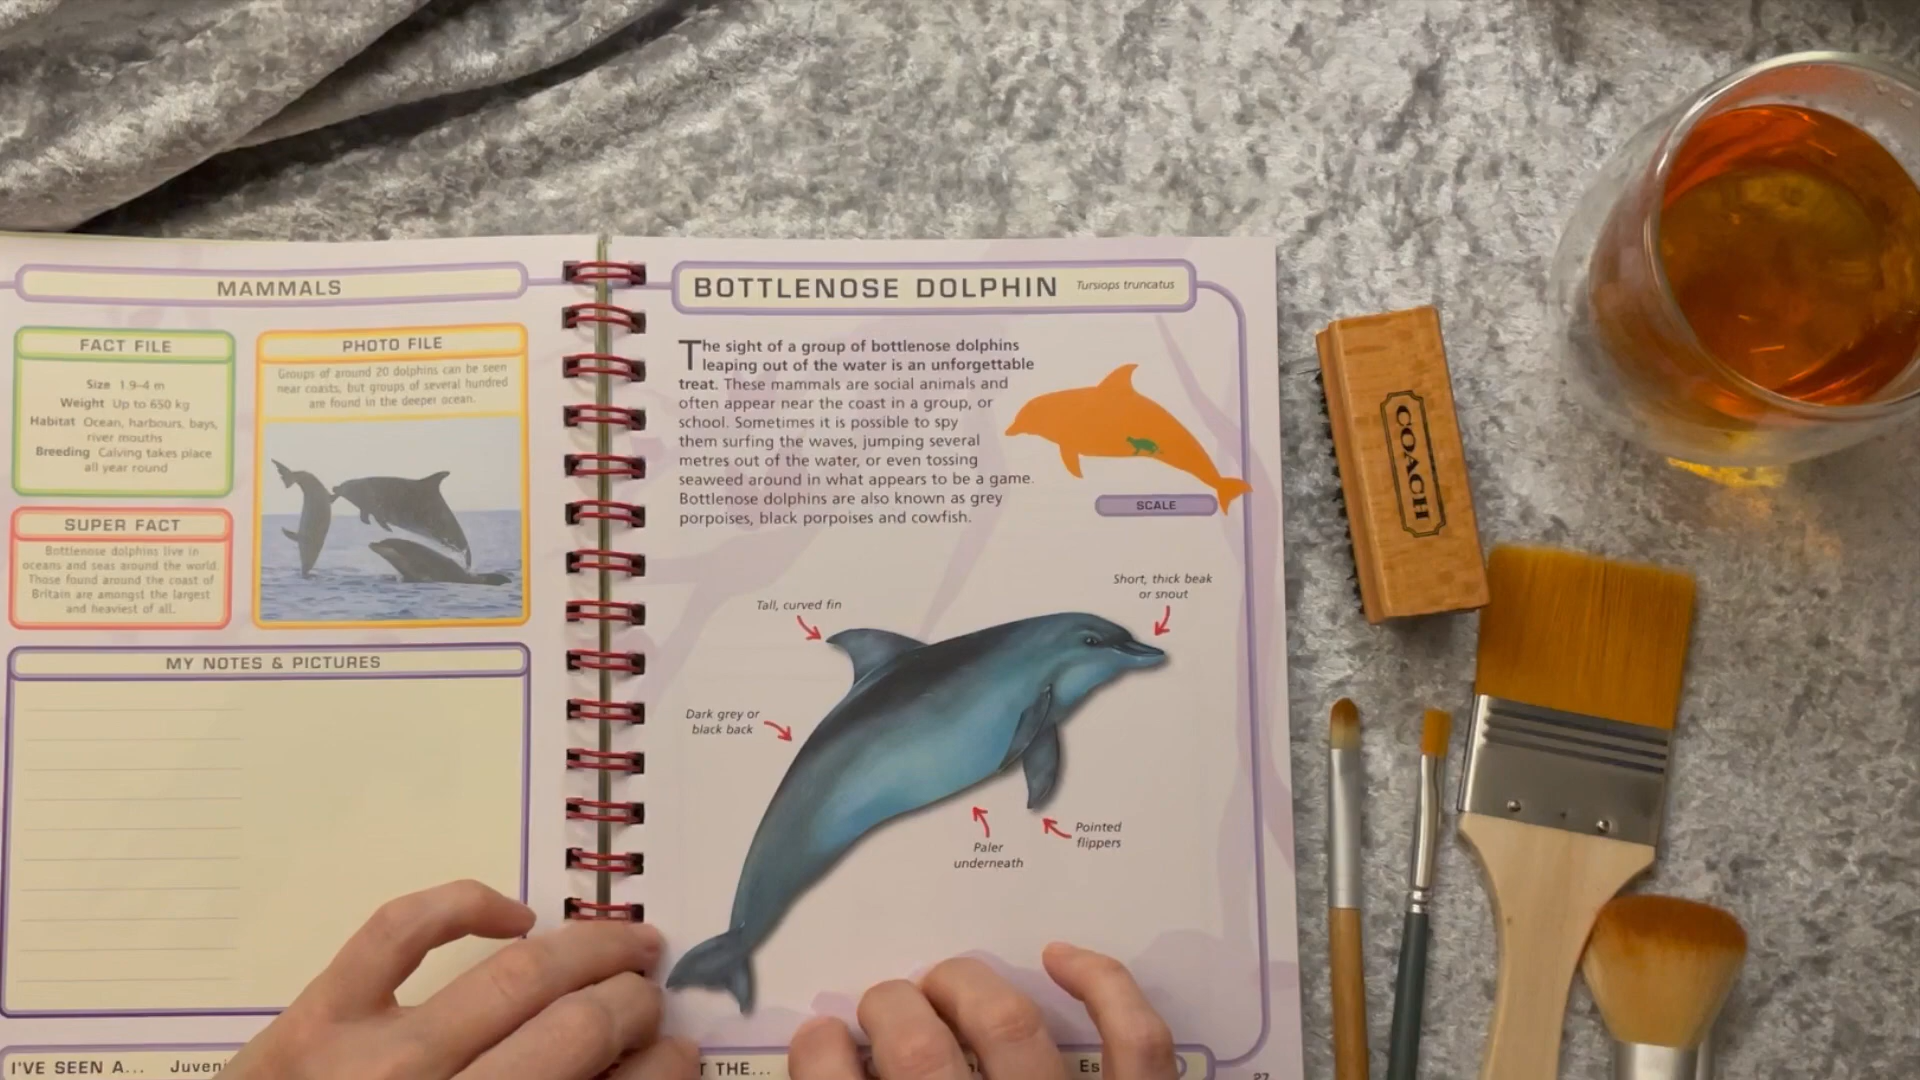 MAMMALS
FACT FILE
Size 1.9–4 m
Weight Up to 650 kg
Habitat Ocean, harbours, bays,
river mouths
Breeding Calving takes place
all year round
SUPER FACT
Bottlenose dolphins live in
oceans and seas around the world.
Those found around the coast of
Britain are amongst the largest
and heaviest of all.
PHOTO FILE
Groups of around 20 dolphins can be seen
near coasts, but groups of several hundred
are found in the deeper ocean.
MY NOTES & PICTURES
I'VE SEEN A...
BOTTLENOSE DOLPHIN Tursiops truncatus
The sight of a group of bottlenose dolphins
leaping out of the water is an unforgettable
treat. These mammals are social animals and
often appear near the coast in a group, or
school. Sometimes it is possible to spy
them surfing the waves, jumping several
metres out of the water, or even tossing
seaweed around in what appears to be a game.
Bottlenose dolphins are also known as grey
porpoises, black porpoises and cowfish.
SCALE
Tall, curved fin
Short, thick beak
or snout
Dark grey or
black back
Paler
underneath
Pointed
flippers
THE...
27
COACH